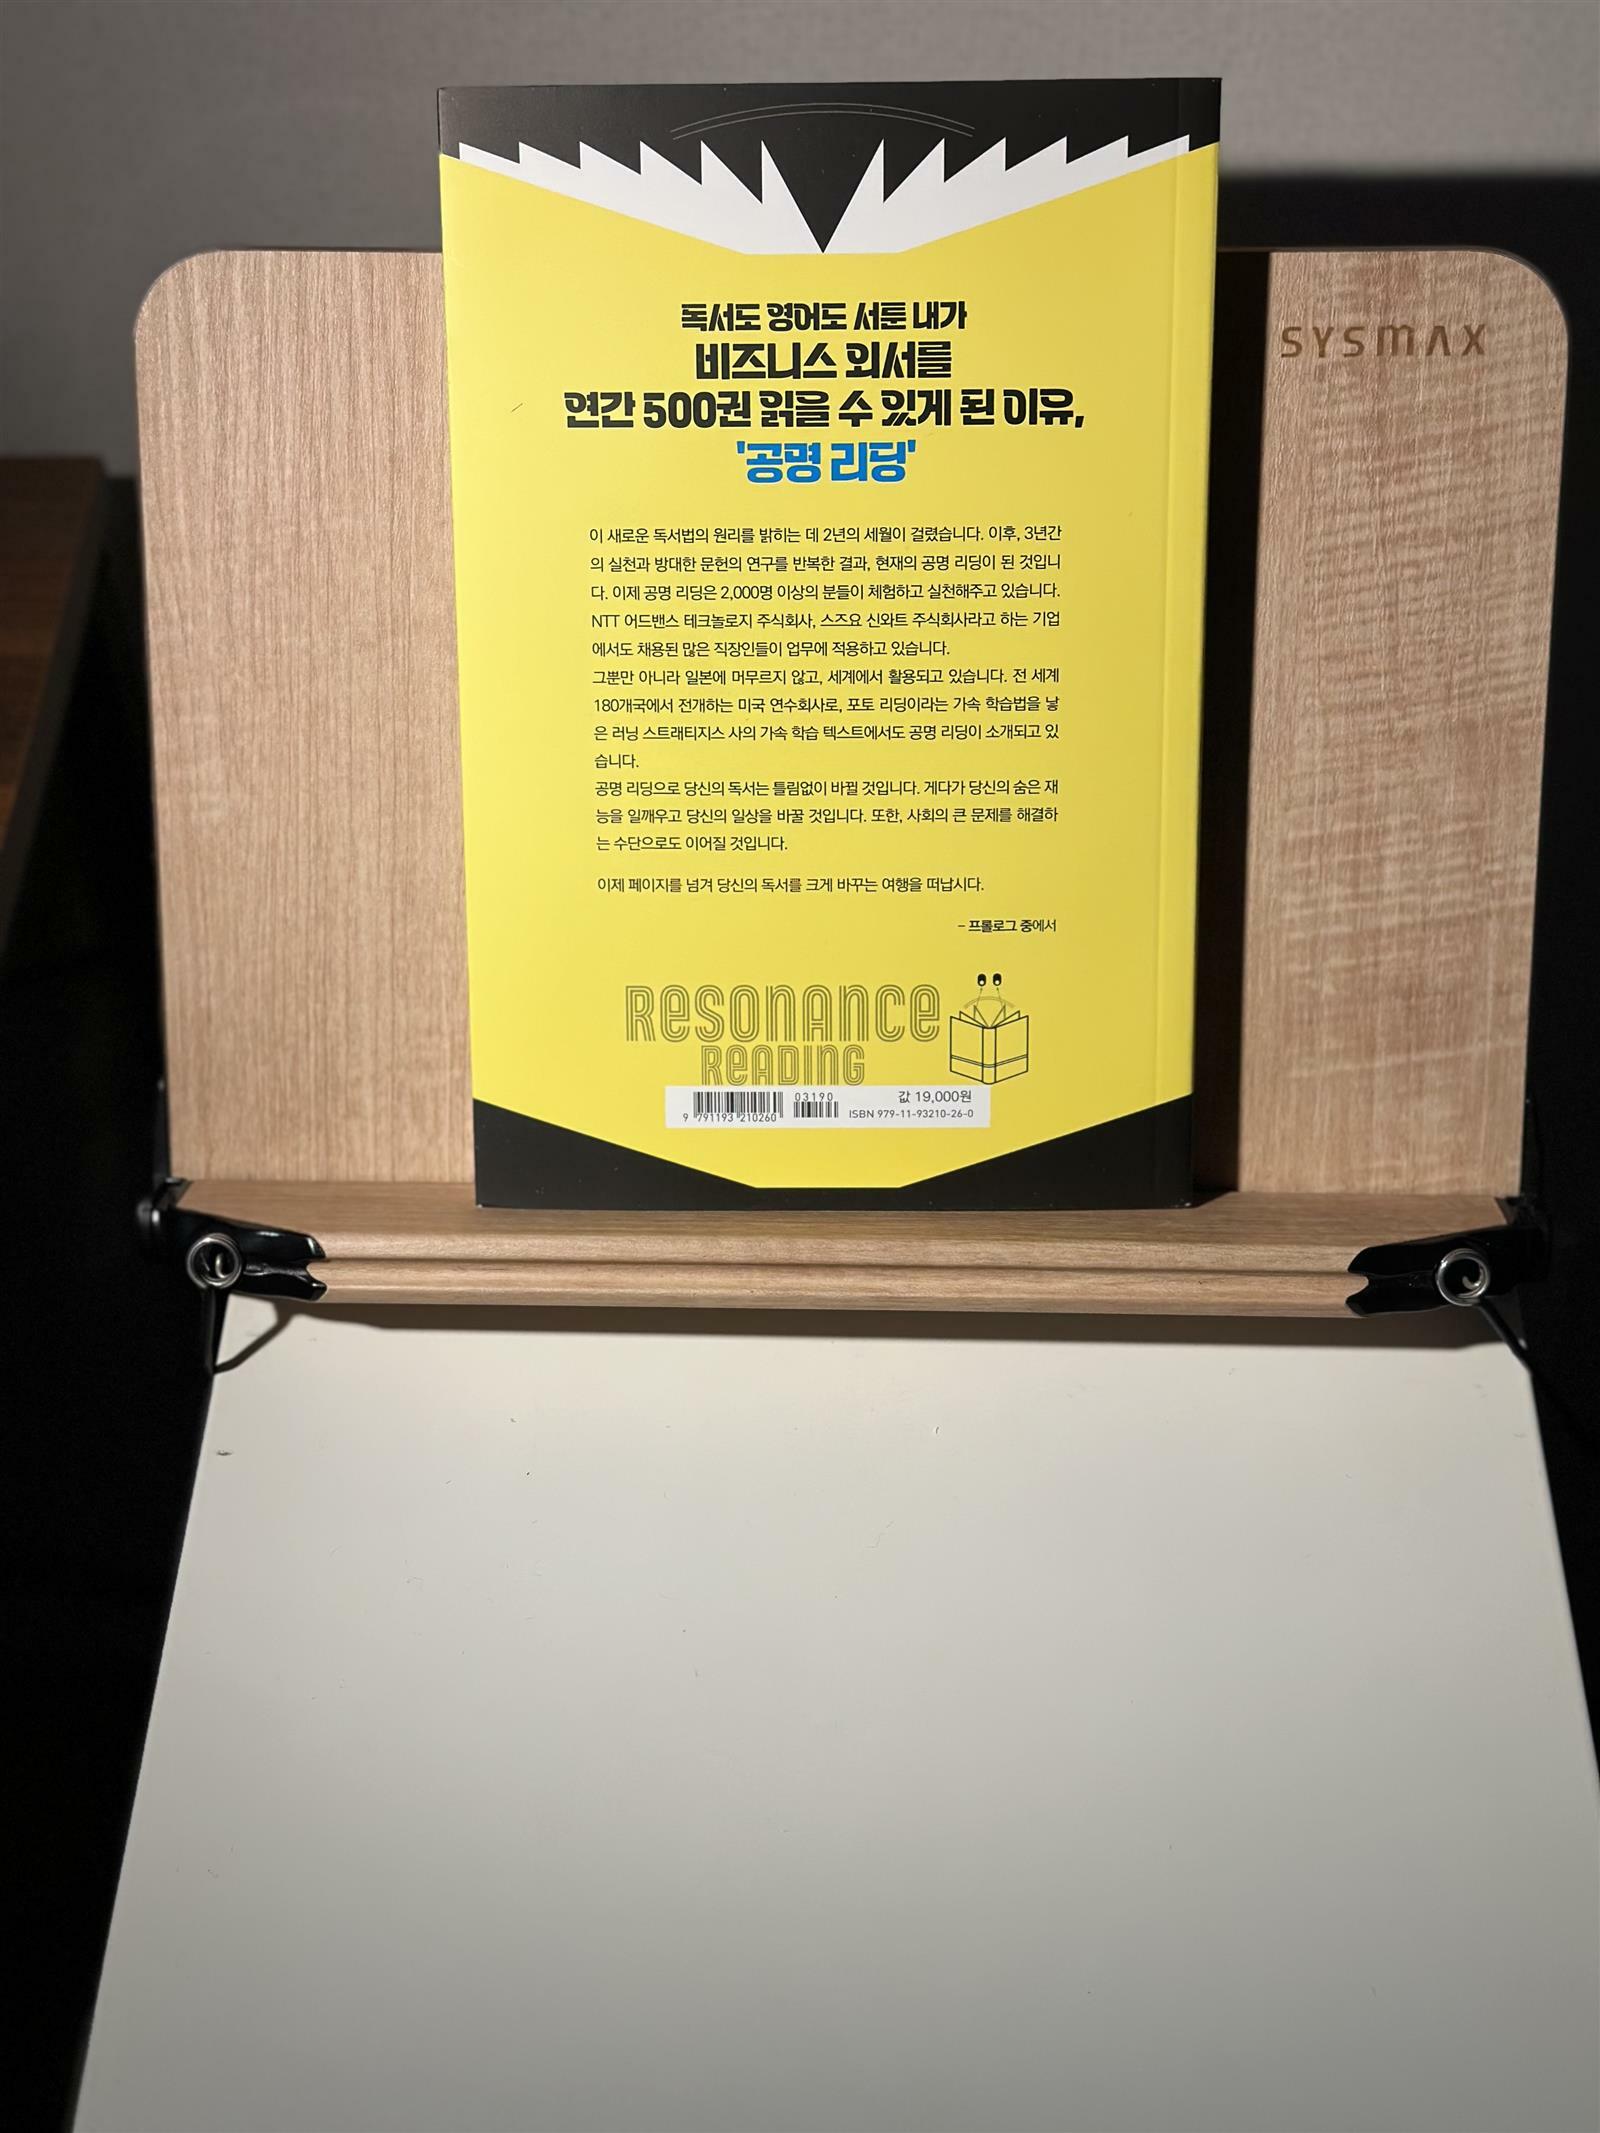 독서도 영어도 서툰 내가
비즈니스 외서를
연간 500권 읽을 수 있게 된 이유,
'공명 리딩'
SYSMAX
이 새로운 독서법의 원리를 밝히는 데 2년의 세월이 걸렸습니다. 이후, 3년간
의 실천과 방대한 문헌의 연구를 반복한 결과, 현재의 공명 리딩이 된 것입니
다. 이제 공명 리딩은 2,000명 이상의 분들이 체험하고 실천해주고 있습니다.
NTT 어드밴스 테크놀로지 주식회사, 스즈요 신와트 주식회사라고 하는 기업
에서도 채용된 많은 직장인들이 업무에 적용하고 있습니다.
그뿐만 아니라 일본에 머무르지 않고, 세계에서 활용되고 있습니다. 전 세계
180개국에서 전개하는 미국 연수회사로, 포토 리딩이라는 가속 학습법을 낳
은 러닝 스트래티지스 사의 가속 학습 텍스트에서도 공명 리딩이 소개되고 있
습니다.
공명 리딩으로 당신의 독서는 틀림없이 바뀔 것입니다. 게다가 당신의 숨은 재
능을 일깨우고 당신의 일상을 바꿀 것입니다. 또한, 사회의 큰 문제를 해결하
는 수단으로도 이어질 것입니다.
이제 페이지를 넘겨 당신의 독서를 크게 바꾸는 여행을 떠납시다.
– 프롤로그 중에서
RESONANCE
READING
03190
값 19,000원
9 791193 210260
ISBN 979-11-93210-26-0